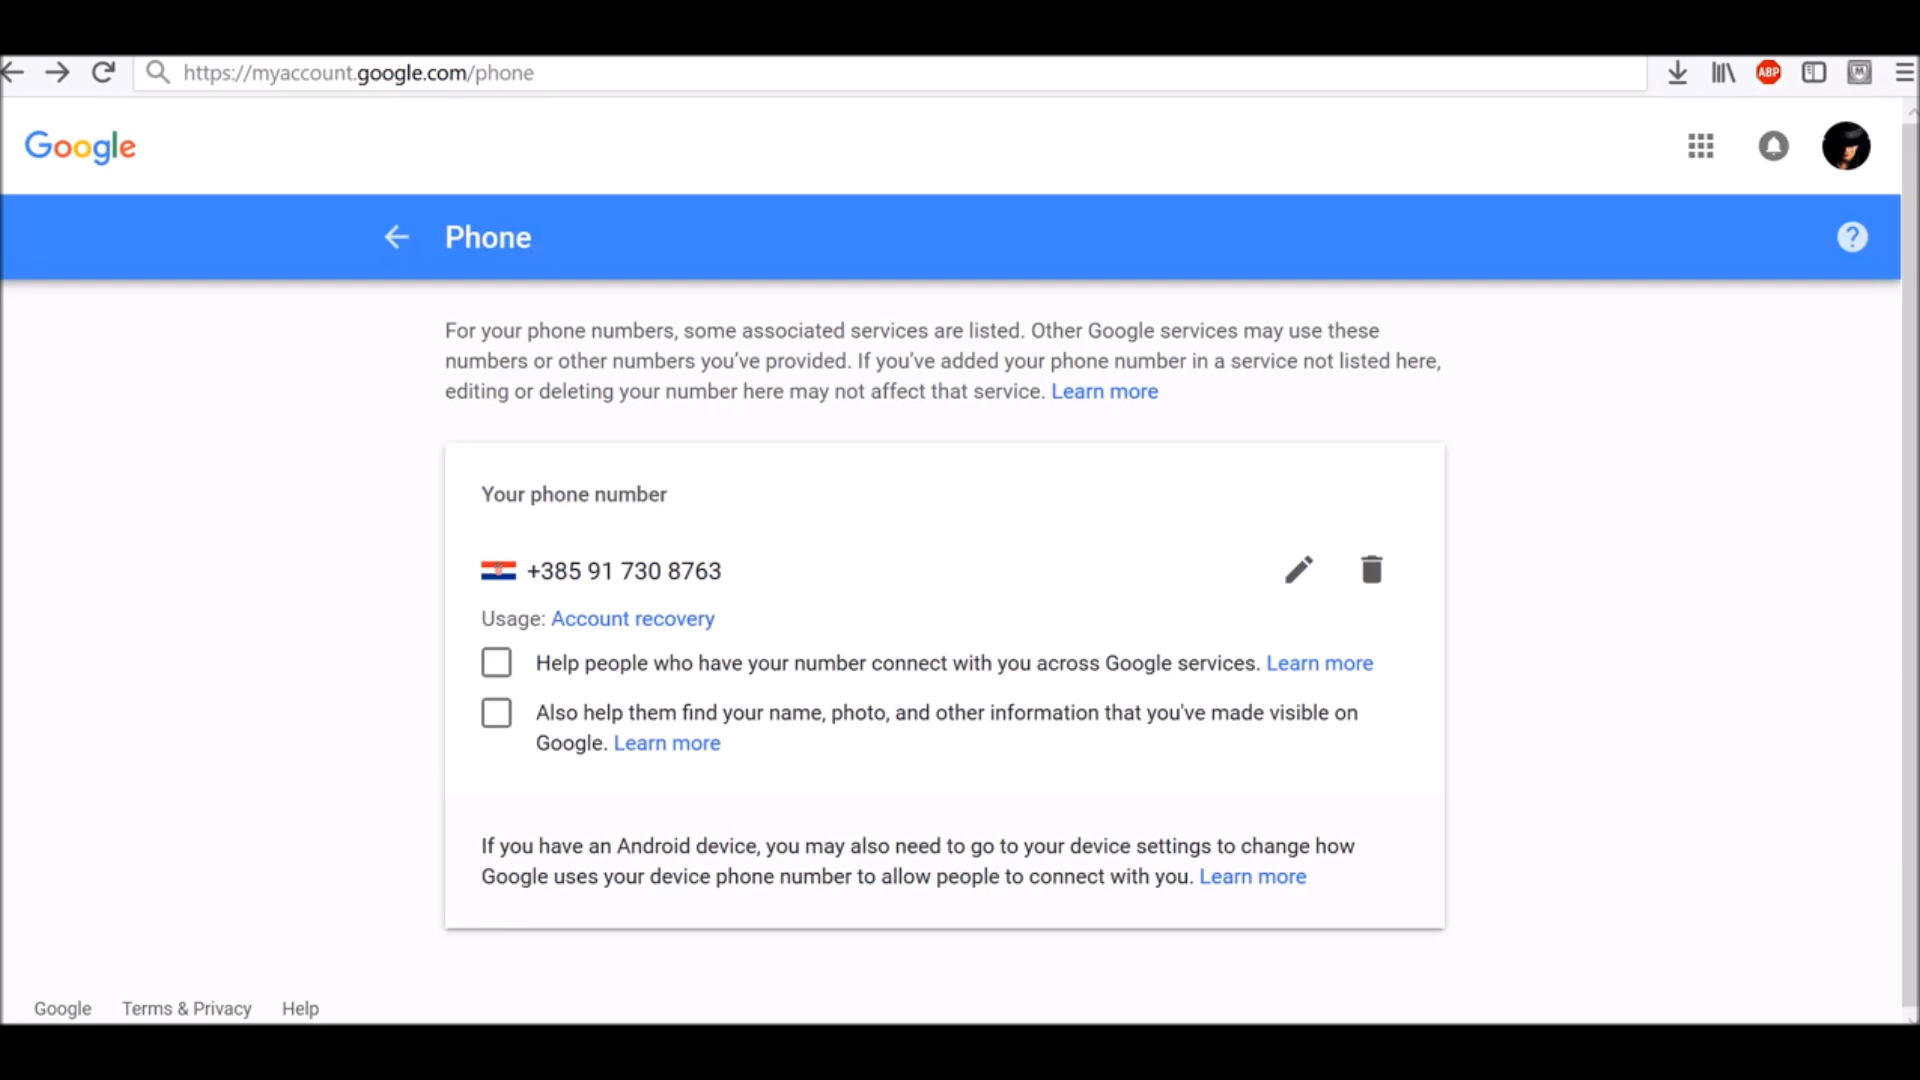 https://myaccount.google.com/phone
ABP
Google
Phone
?
For your phone numbers, some associated services are listed. Other Google services may use these
numbers or other numbers you've provided. If you've added your phone number in a service not listed here,
editing or deleting your number here may not affect that service. Learn more
Your phone number
+385 91 730 8763
Usage: Account recovery
Help people who have your number connect with you across Google services. Learn more
Also help them find your name, photo, and other information that you've made visible on
Google. Learn more
If you have an Android device, you may also need to go to your device settings to change how
Google uses your device phone number to allow people to connect with you. Learn more
Google Terms & Privacy Help